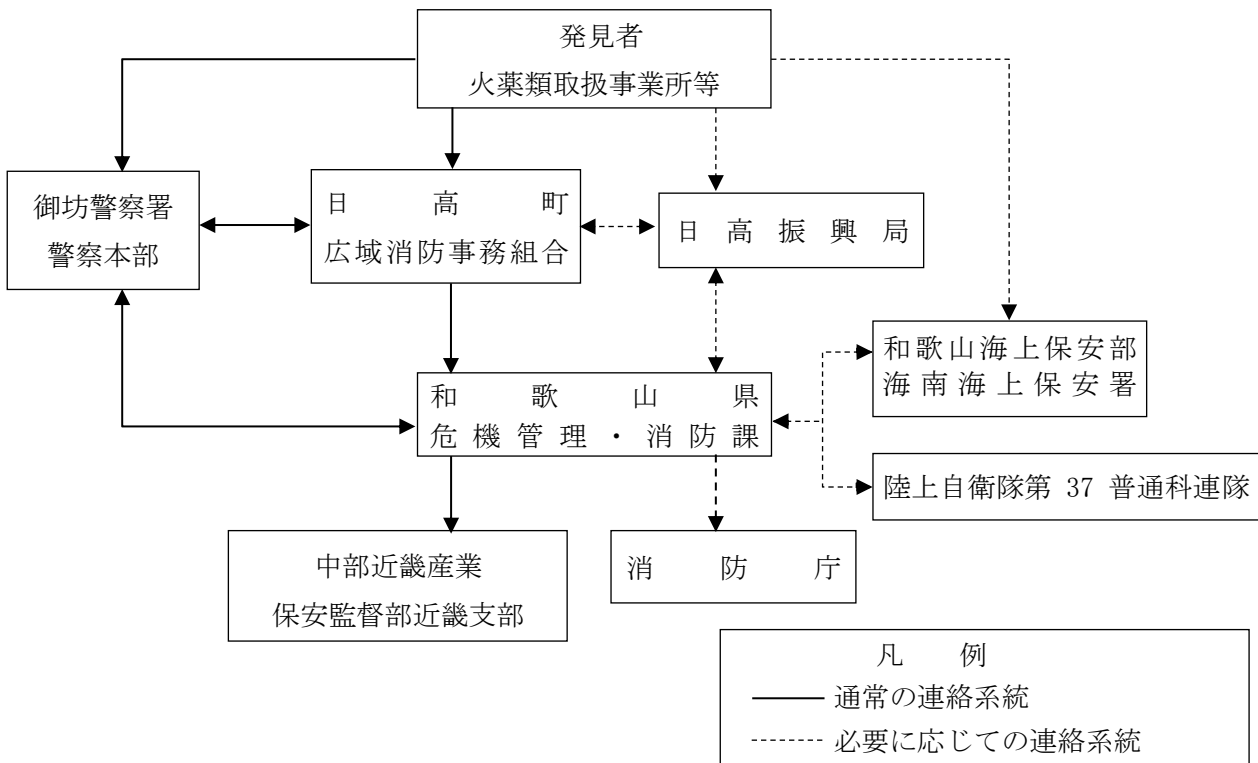 発見者
火薬類取扱事業所等
御坊警察署
警察本部
日高町
広域消防事務組合
日高振興局
和歌山海上保安部
海南海上保安署
和歌山県
危機管理・消防課
陸上自衛隊第 37 普通科連隊
中部近畿産業
保安監督部近畿支部
消防庁
凡 例
通常の連絡系統
必要に応じての連絡系統